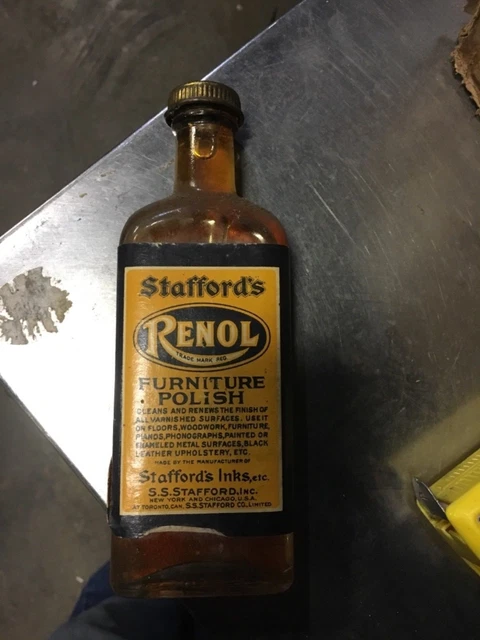 Stafford's
RENOL
TRADE MARK REG.
FURNITURE
POLISH
CLEANS AND RENEWS THE FINISH OF
ALL VARNISHED SURFACES. USE IT
ON FLOORS, WOODWORK, FURNITURE,
PIANOS, PHONOGRAPHS, PAINTED OR
ENAMELED METAL SURFACES, BLACK
LEATHER UPHOLSTERY, ETC.
MADE BY THE MANUFACTURER OF
Stafford's Inks, etc.
S.S. STAFFORD, INC.
NEW YORK AND CHICAGO, U.S.A.
AT TORONTO, CAN. S.S. STAFFORD CO., LIMITED